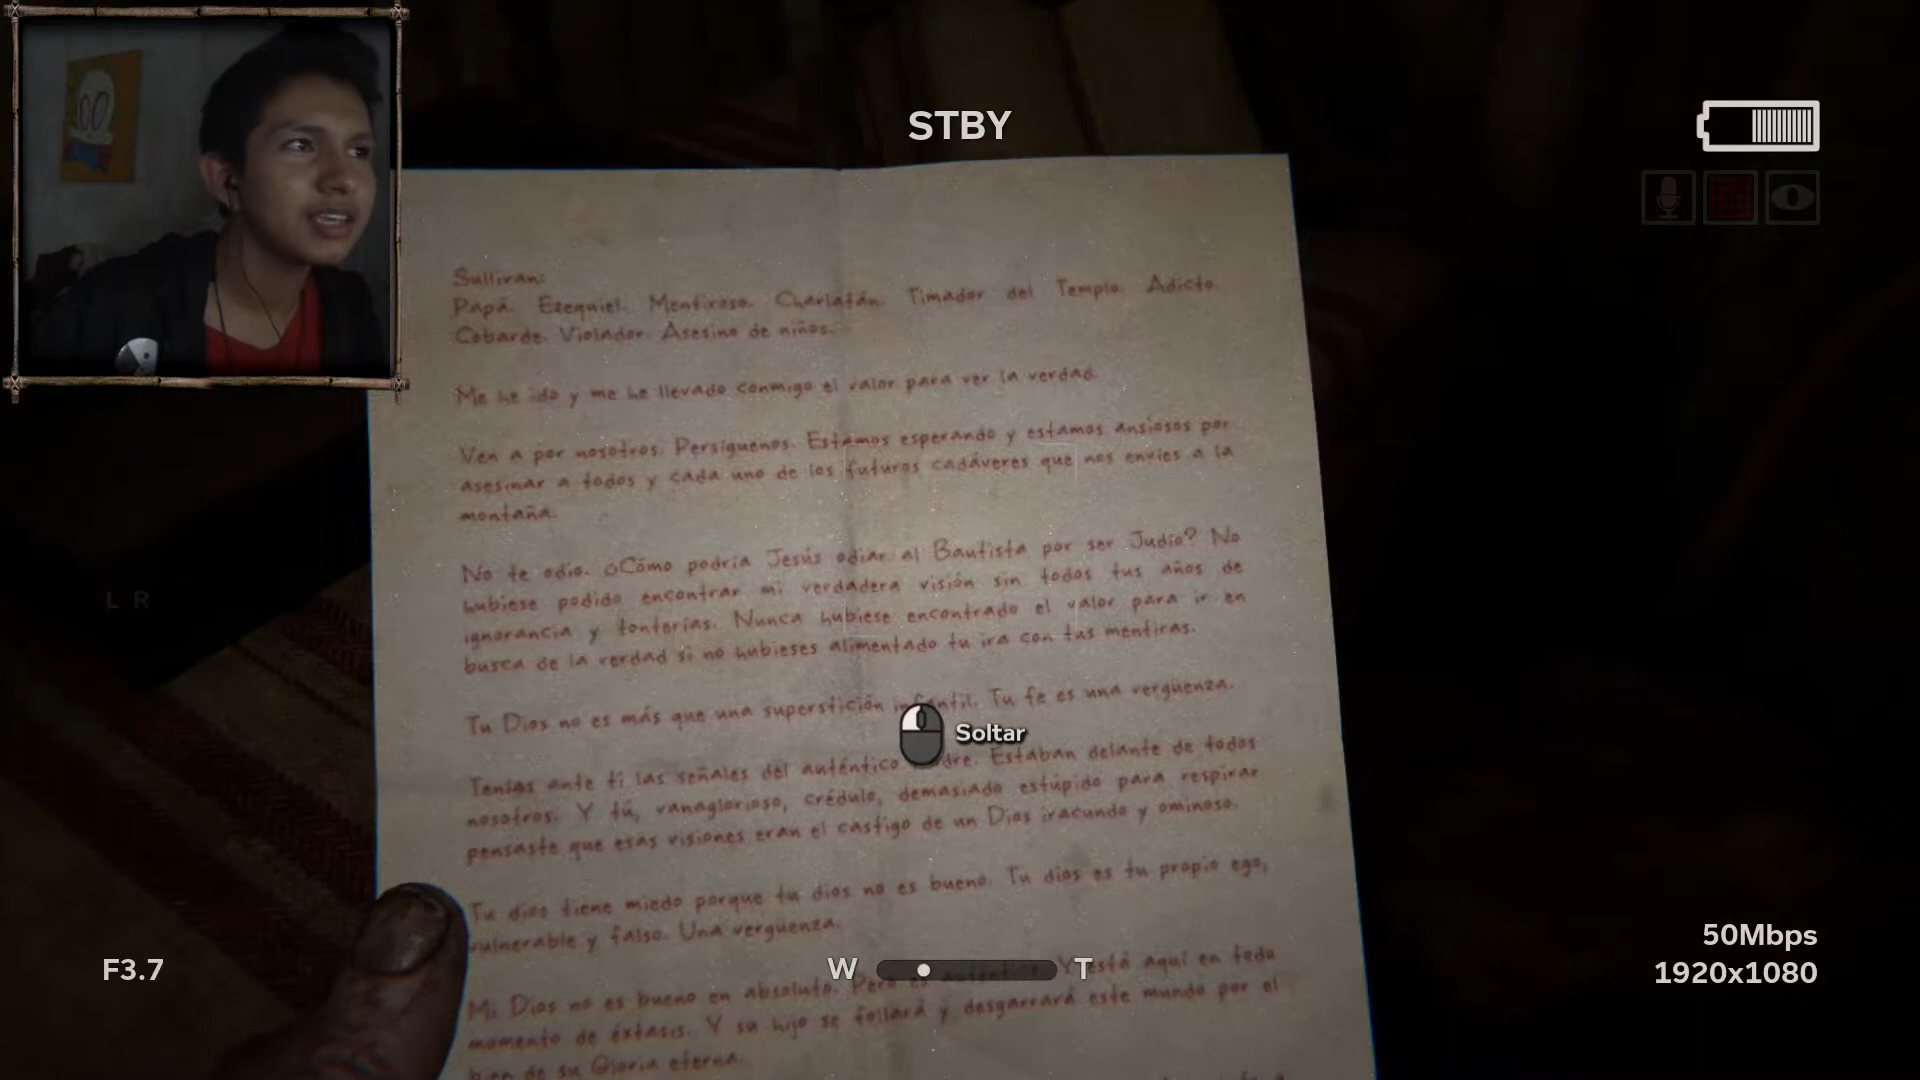 STBY
Sullivan:
Papá. Ezequiel. Mentiroso. Charlatán. Timador del Templo. Adicto.
Cobarde. Violador. Asesino de niños.
Me he ido y me he llevado conmigo el valor para ver la verdad.
Ven a por nosotros. Persíguenos. Estamos esperando y estamos ansiosos por
asesinar a todos y cada uno de los futuros cadáveres que nos envíes a la
montaña.
No te odio. ¿Cómo podría Jesús odiar al Bautista por ser Judío? No
hubiese podido encontrar mi verdadera visión sin todos tus años de
ignorancia y tonterías. Nunca hubiese encontrado el valor para ir en
busca de la verdad si no hubieses alimentado tu ira con tus mentiras.
Tu Dios no es más que una superstición infantil. Tu fe es una vergüenza.
Soltar
Tenías ante ti las señales del auténtico Padre. Estaban delante de todos
nosotros. Y tú, vanaglorioso, crédulo, demasiado estúpido para respirar
pensaste que esas visiones eran el castigo de un Dios iracundo y ominoso.
Tu dios tiene miedo porque tu dios no es bueno. Tu dios es tu propio ego,
vulnerable y falso. Una vergüenza.
Mi Dios no es bueno en absoluto. Pero es auténtico. Y está aquí en todo
momento de éxtasis. Y su hijo se follará y desgarrará este mundo por el
bien de su Gloria eterna.
L R
F3.7
W T
50Mbps
1920x1080